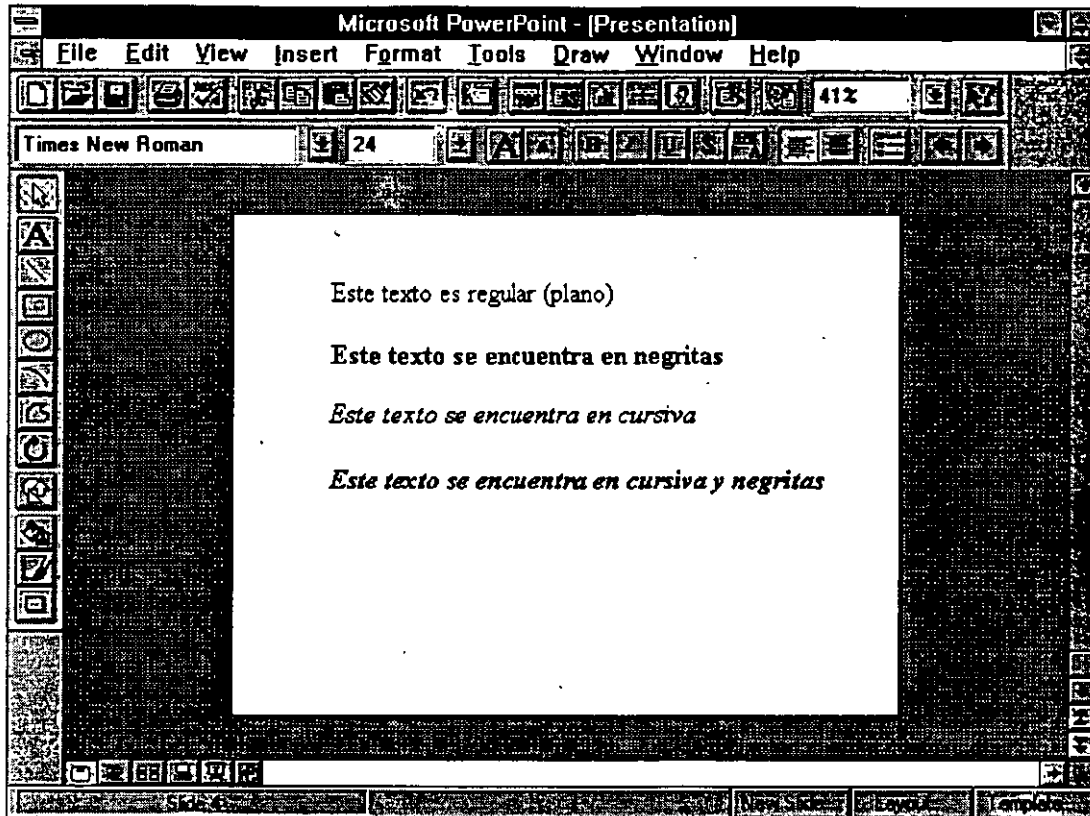 Microsoft PowerPoint - [Presentation]
File Edit View Insert Format Tools Draw Window Help
41%
Times New Roman 24
Este texto es regular (plano)
Este texto se encuentra en negritas
Este texto se encuentra en cursiva
Este texto se encuentra en cursiva y negritas
New Slide... Layout... Template...